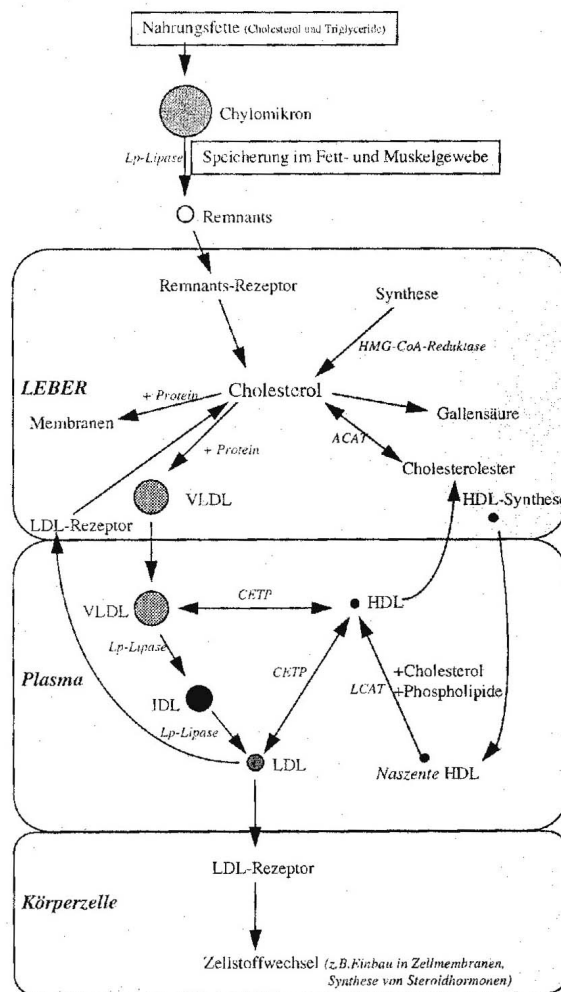 Nahrungsfette (Cholesterol und Triglyceride)
Chylomikron
Lp-Lipase
Speicherung im Fett- und Muskelgewebe
Remnants
Remnants-Rezeptor
Synthese
HMG-CoA-Reduktase
LEBER
+ Protein
Cholesterol
Membranen
Gallensäure
ACAT
+ Protein
Cholesterolester
VLDL
HDL-Synthese
LDL-Rezeptor
CETP
VLDL
HDL
Lp-Lipase
+Cholesterol
CETP
LCAT
+Phospholipide
Plasma
IDL
Lp-Lipase
LDL
Naszente HDL
LDL-Rezeptor
Körperzelle
Zellstoffwechsel (z.B.Einbau in Zellmembranen,
Synthese von Steroidhormonen)